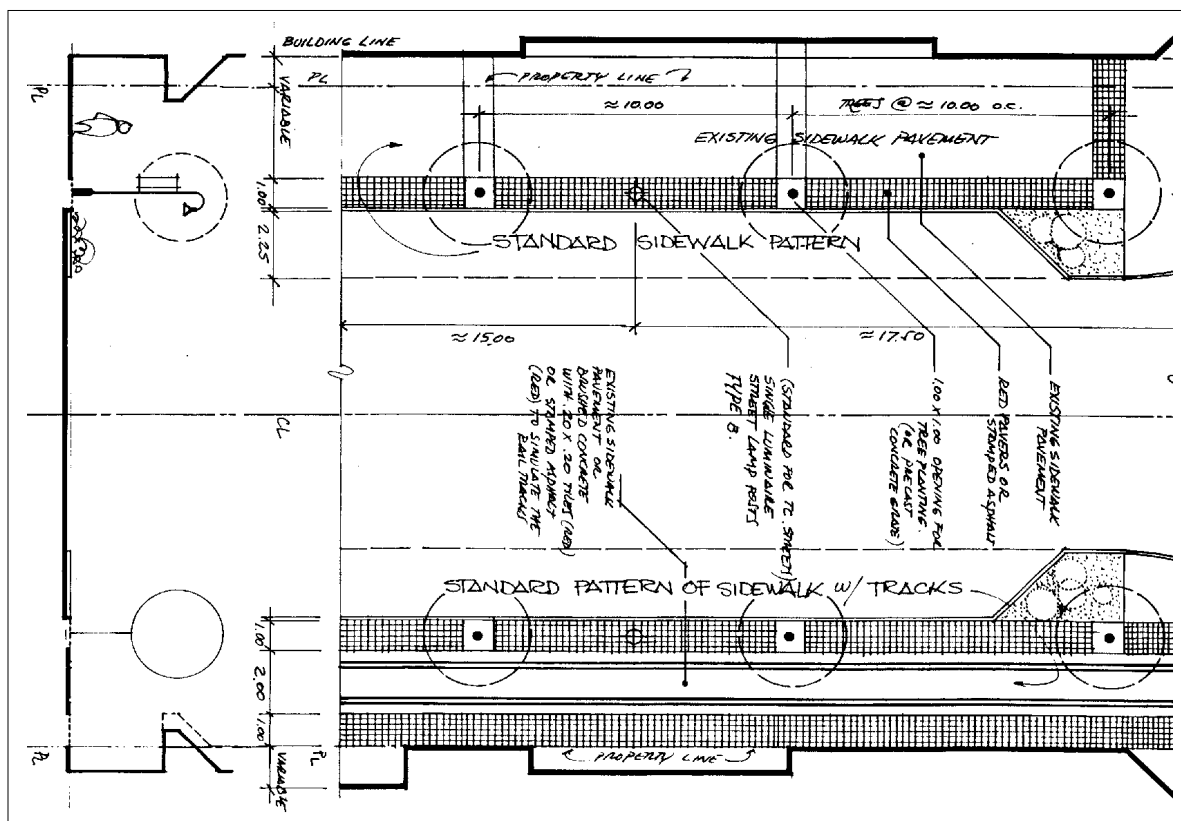 BUILDING LINE
PL
PL
PROPERTY LINE
VARIABLE
≈10.00
TREES @ ≈ 10.00 O.C.
EXISTING SIDEWALK PAVEMENT
1.00
2.25
STANDARD SIDEWALK PATTERN
≈15.00
≈17.50
CL
EXISTING SIDEWALK
PAVEMENT OR
BRUSHED CONCRETE
WITH .20 X .20 TILES (RED)
OR STAMPED ASPHALT
(RED) TO SIMULATE THE
RAIL TRACKS
(STANDARD FOR TC. STREETS)
SINGLE LUMINAIRE
STREET LAMP POSTS
TYPE B.
1.00 X 1.00 OPENING FOR
TREE PLANTING.
(OR PRECAST
CONCRETE GRATE)
RED PAVERS OR
STAMPED ASPHALT
EXISTING SIDEWALK
PAVEMENT
STANDARD PATTERN OF SIDEWALK W/ TRACKS
1.00
2.00
1.00
PL
PL
PROPERTY LINE
VARIABLE